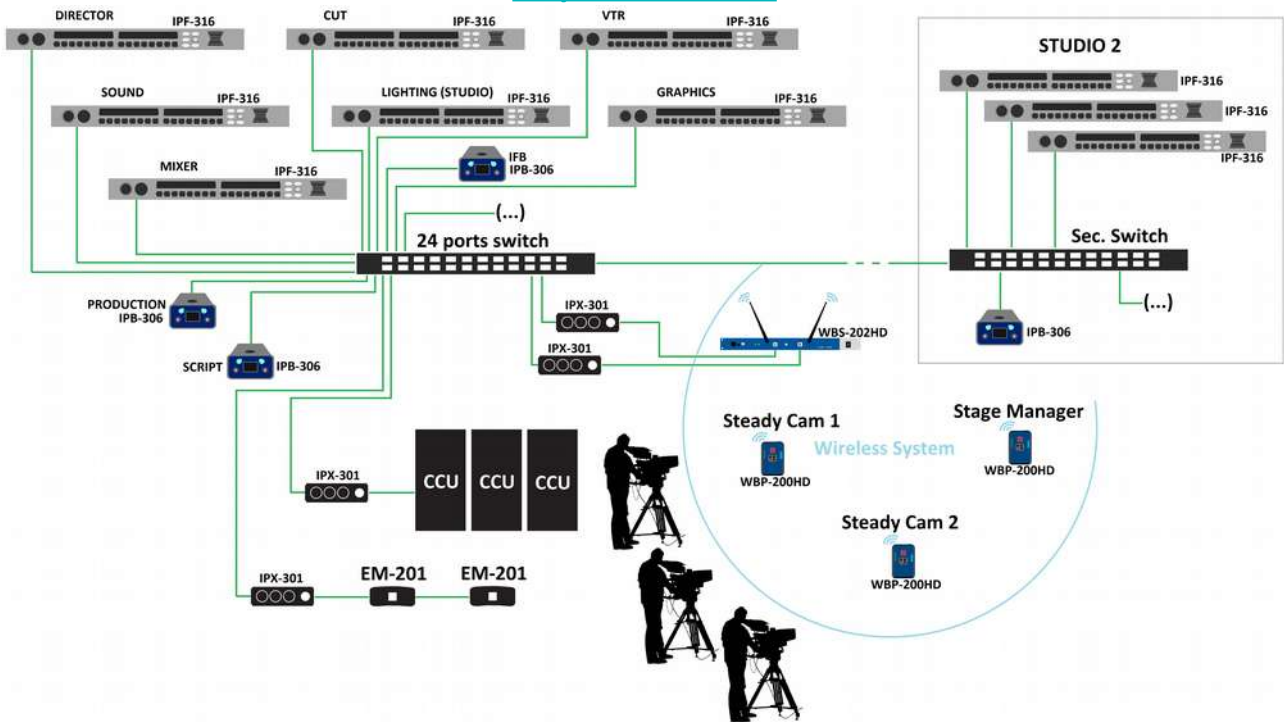 DIRECTOR
IPF-316
CUT
IPF-316
VTR
IPF-316
STUDIO 2
IPF-316
IPF-316
IPF-316
SOUND
IPF-316
LIGHTING (STUDIO)
IPF-316
GRAPHICS
IPF-316
IFB
IPB-306
MIXER
IPF-316
(...)
24 ports switch
Sec. Switch
PRODUCTION
IPB-306
IPX-301
WBS-202HD
(...)
IPB-306
IPX-301
SCRIPT
IPB-306
Steady Cam 1
Stage Manager
Wireless System
WBP-200HD
WBP-200HD
IPX-301
CCU
CCU
CCU
Steady Cam 2
WBP-200HD
IPX-301
EM-201
EM-201